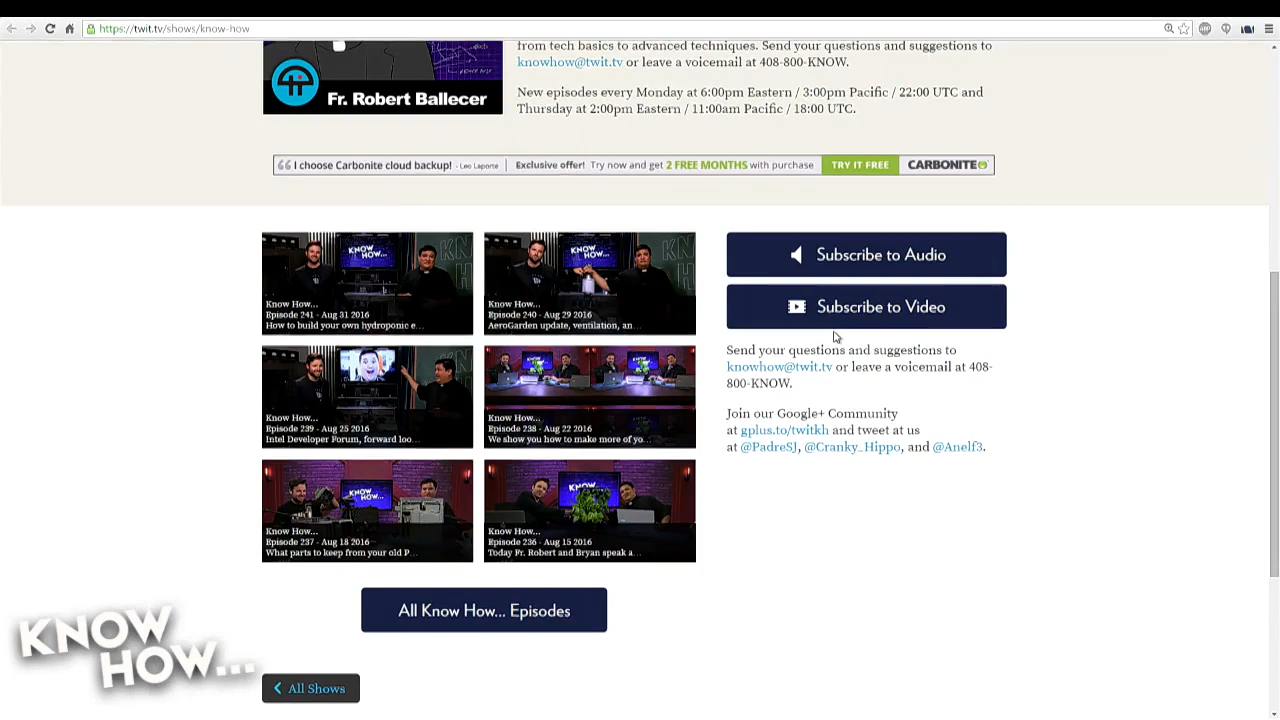 https://twit.tv/shows/know-how
from tech basics to advanced techniques. Send your questions and suggestions to
knowhow@twit.tv or leave a voicemail at 408-800-KNOW.
Fr. Robert Ballecer
New episodes every Monday at 6:00pm Eastern / 3:00pm Pacific / 22:00 UTC and
Thursday at 2:00pm Eastern / 11:00am Pacific / 18:00 UTC.
I choose Carbonite cloud backup! - Leo Laporte | Exclusive offer! Try now and get 2 FREE MONTHS with purchase TRY IT FREE CARBONITE
KNOW HOW...
Know How...
Episode 241 - Aug 31 2016
How to build your own hydroponic e...
KNOW HOW...
Know How...
Episode 240 - Aug 29 2016
AeroGarden update, ventilation, an...
Know How...
Episode 239 - Aug 25 2016
Intel Developer Forum, forward loo...
Know How...
Episode 238 - Aug 22 2016
We show you how to make more of yo...
KNOW HOW...
Know How...
Episode 237 - Aug 18 2016
What parts to keep from your old P...
KNOW
Know How...
Episode 236 - Aug 15 2016
Today Fr. Robert and Bryan speak a...
All Know How... Episodes
All Shows
Subscribe to Audio
Subscribe to Video
Send your questions and suggestions to
knowhow@twit.tv or leave a voicemail at 408-
800-KNOW.
Join our Google+ Community
at gplus.to/twitkh and tweet at us
at @PadreSJ, @Cranky_Hippo, and @Anelf3.
KNOW
HOW...